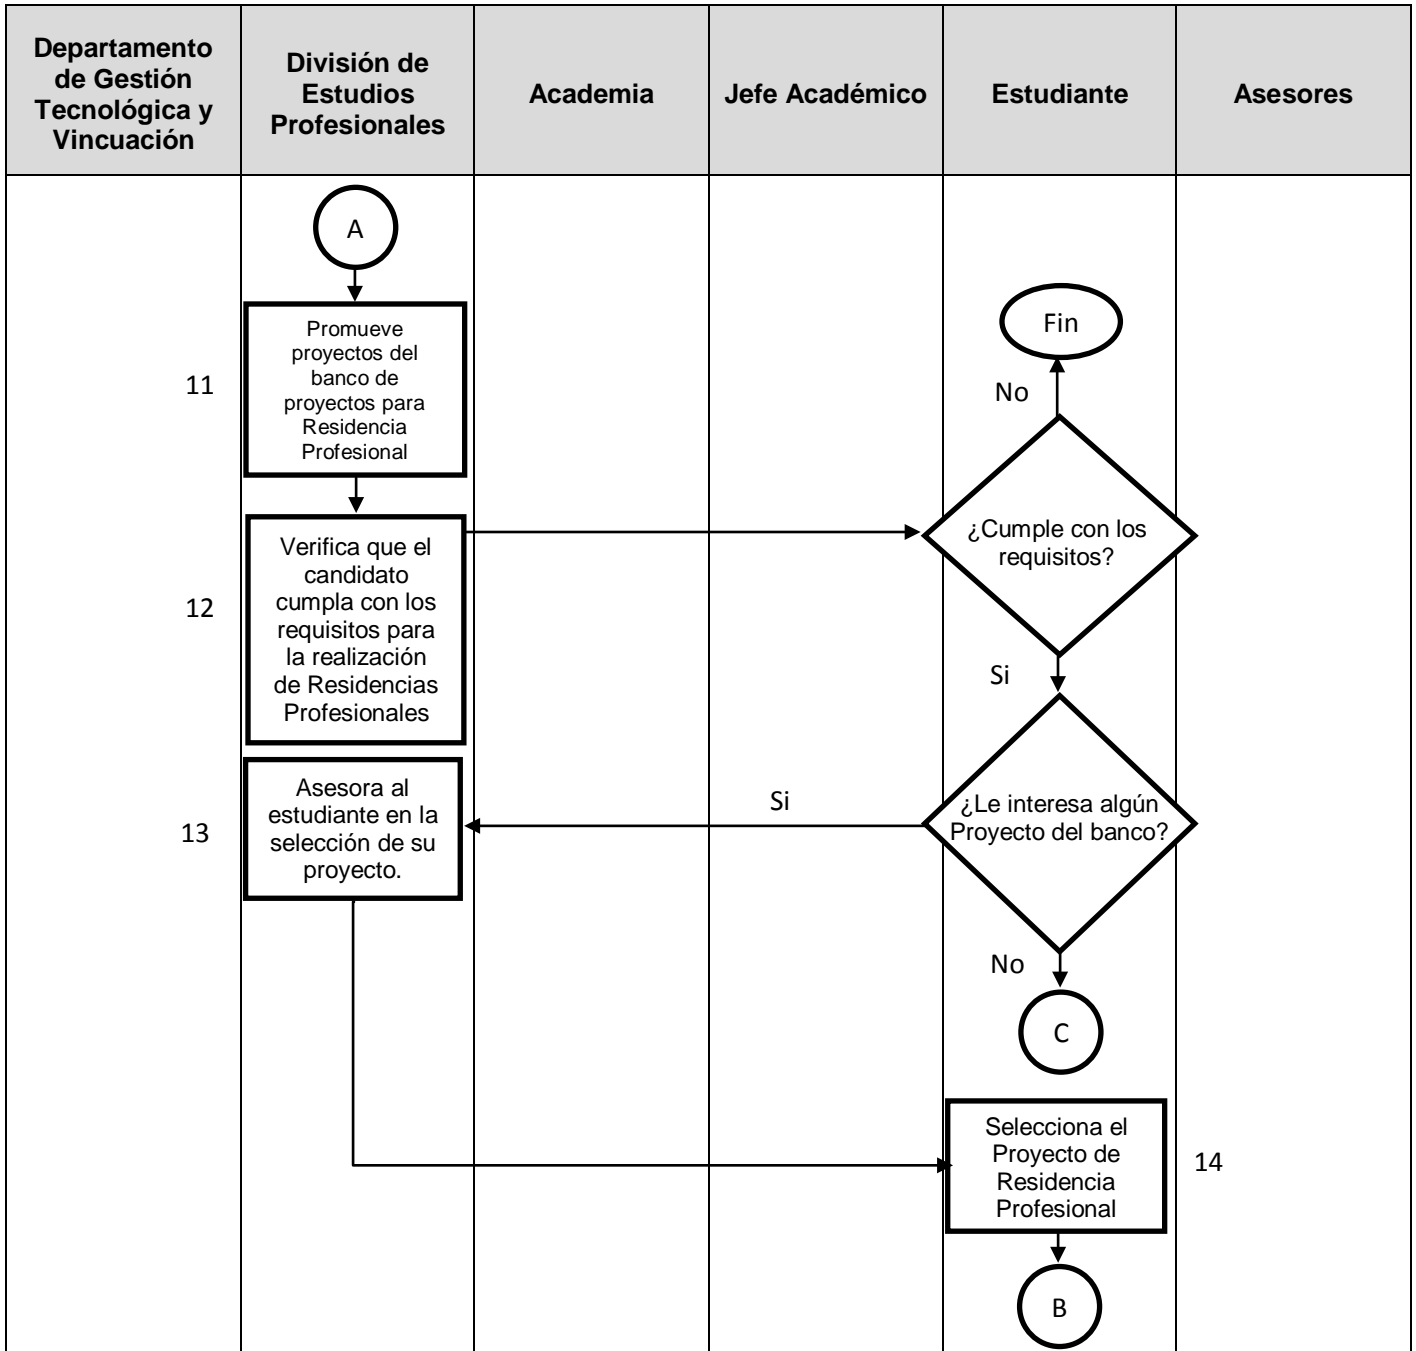 Departamento
de Gestión
Tecnológica y
Vincuación
División de
Estudios
Profesionales
Academia
Jefe Académico
Estudiante
Asesores
A
11
Promueve
proyectos del
banco de
proyectos para
Residencia
Profesional
Fin
No
12
Verifica que el
candidato
cumpla con los
requisitos para
la realización
de Residencias
Profesionales
¿Cumple con los
requisitos?
Si
13
Asesora al
estudiante en la
selección de su
proyecto.
Si
¿Le interesa algún
Proyecto del banco?
No
C
Selecciona el
Proyecto de
Residencia
Profesional
14
B